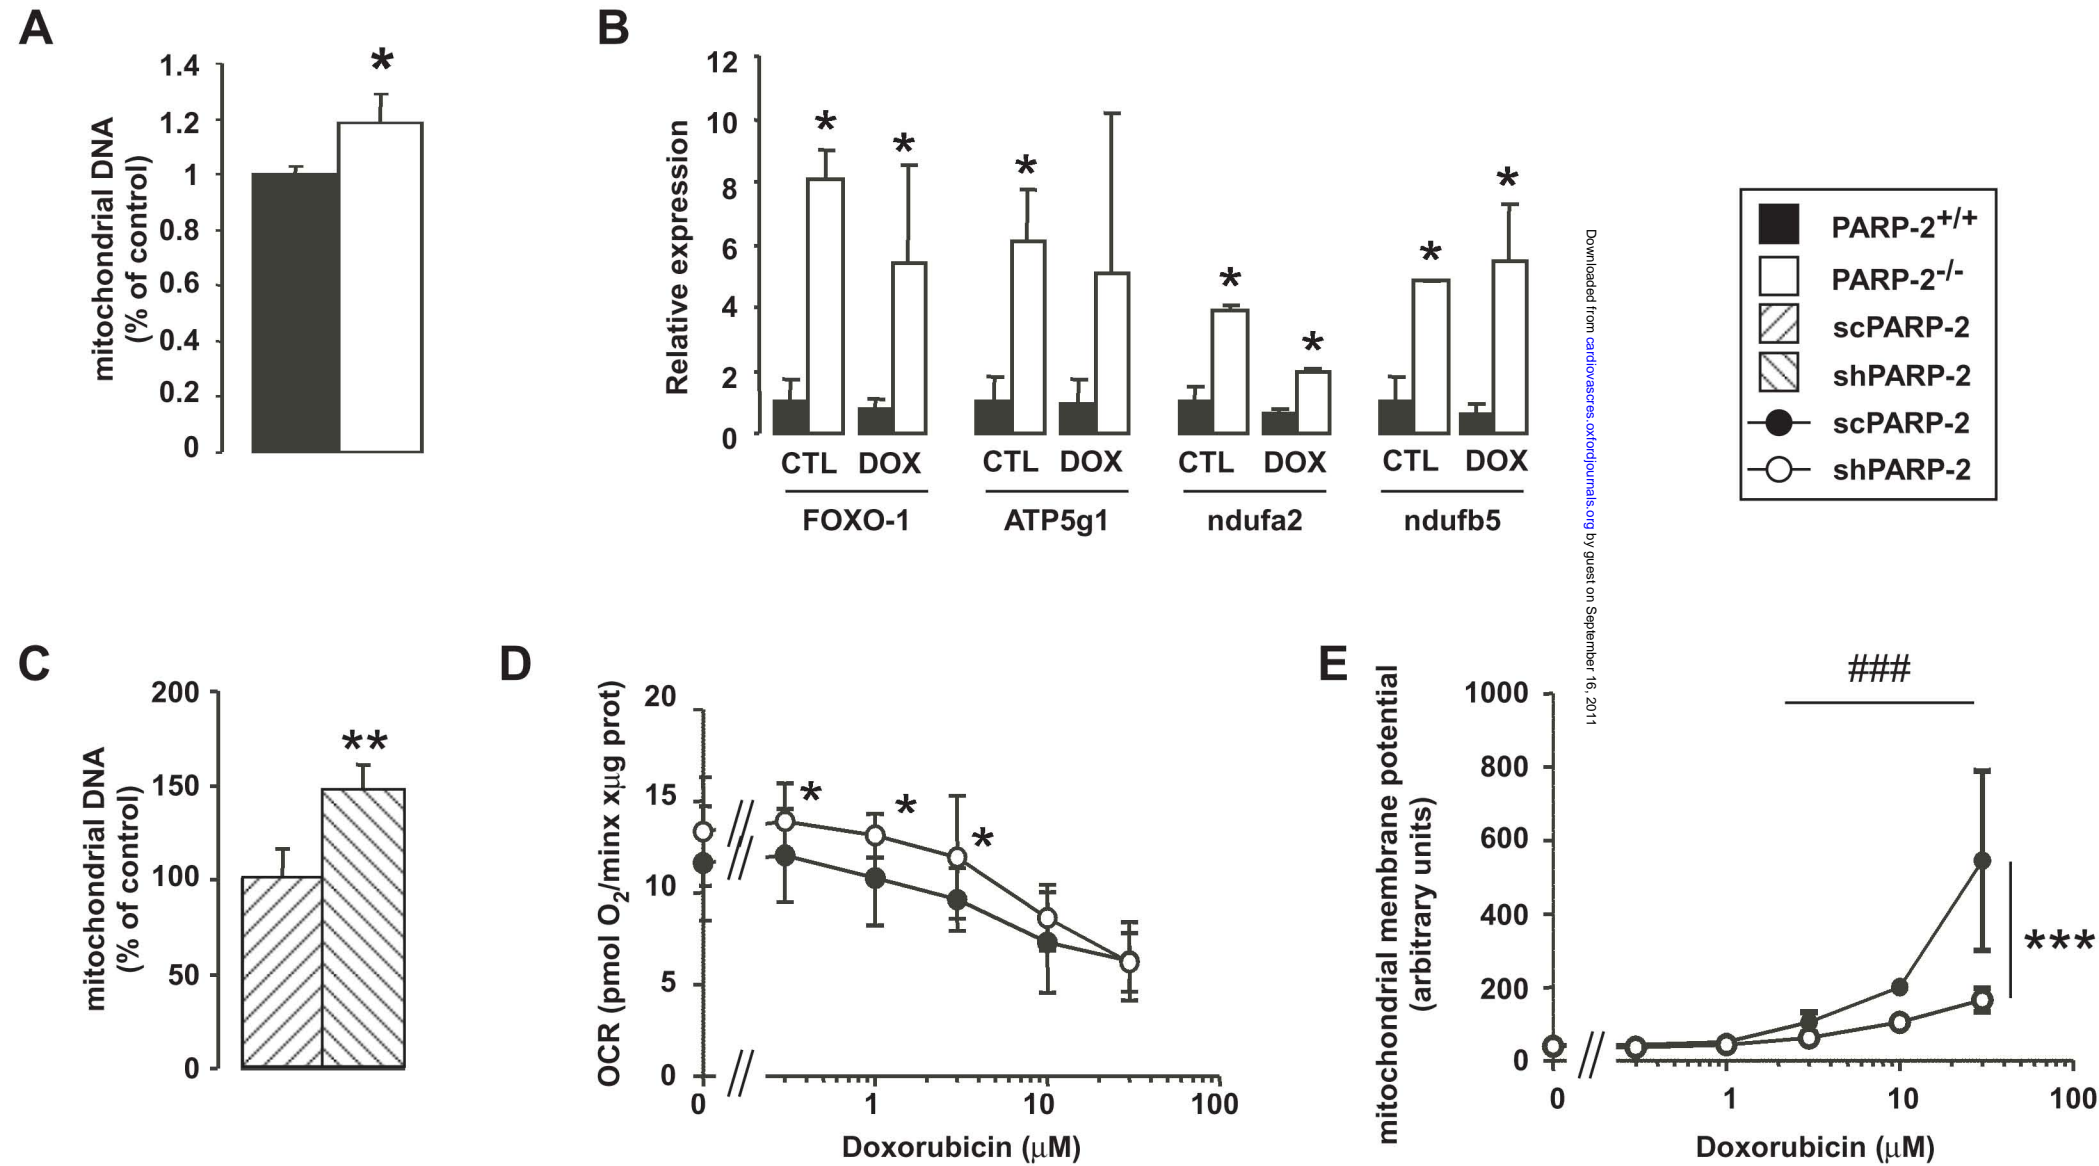 A
mitochondrial DNA
(% of control)
1.4
1.2
1
0.8
0.6
0.4
0.2
0
*
B
Relative expression
12
10
8
6
4
2
0
* * * * * * *
CTL DOX CTL DOX CTL DOX CTL DOX
FOXO-1 ATP5g1 ndufa2 ndufb5
Downloaded from cardiovascres.oxfordjournals.org by guest on September 16, 2011
PARP-2+/+
PARP-2-/-
scPARP-2
shPARP-2
scPARP-2
shPARP-2
C
mitochondrial DNA
(% of control)
200
150
100
50
0
**
D
OCR (pmol O2/minx xµg prot)
20
15
10
5
0
* * *
0 1 10 100
Doxorubicin (µM)
E
mitochondrial membrane potential
(arbitrary units)
1000
800
600
400
200
0
###
***
0 1 10 100
Doxorubicin (µM)